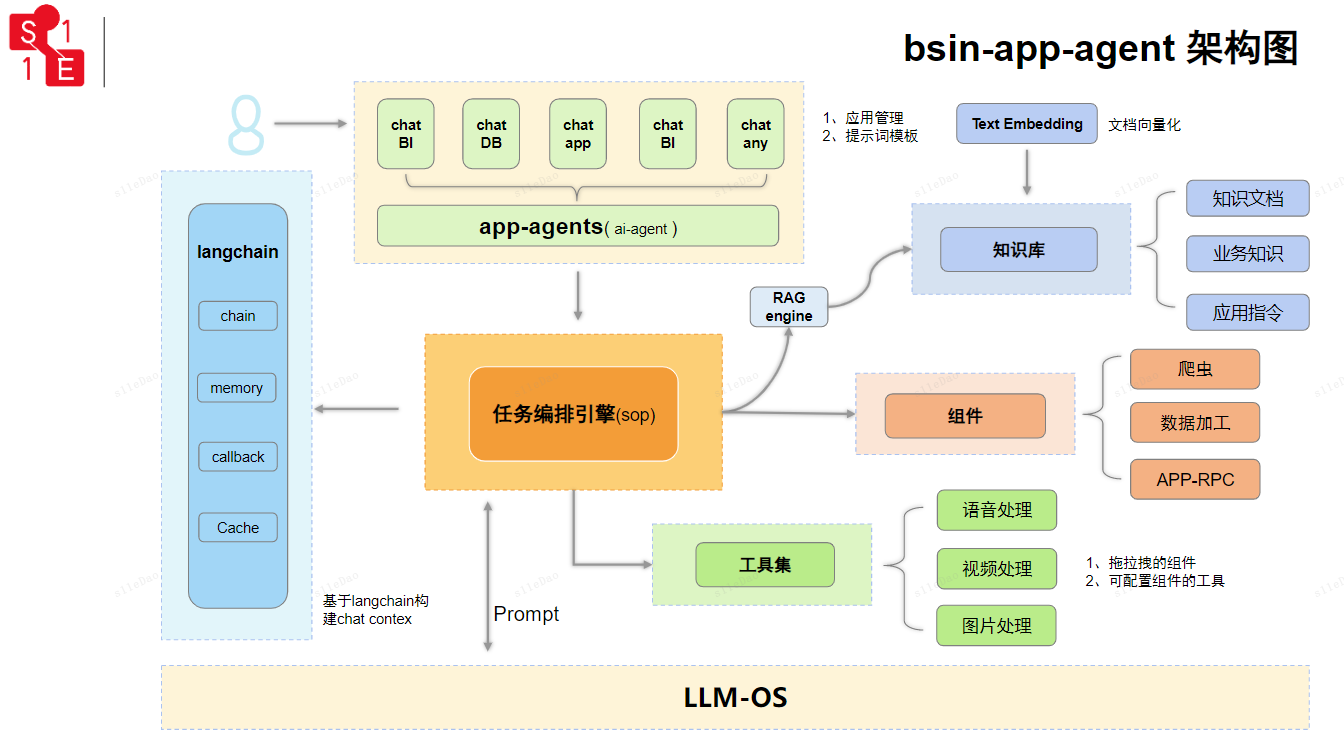 S 1
1 E
bsin-app-agent 架构图
chat
BI
chat
DB
chat
app
chat
BI
chat
any
1、应用管理
2、提示词模板
Text Embedding
文档向量化
app-agents( ai-agent )
langchain
chain
memory
callback
Cache
知识库
知识文档
业务知识
应用指令
RAG
engine
任务编排引擎(sop)
组件
爬虫
数据加工
APP-RPC
工具集
语音处理
视频处理
图片处理
1、拖拉拽的组件
2、可配置组件的工具
基于langchain构
建chat contex
Prompt
LLM-OS
s11ebao